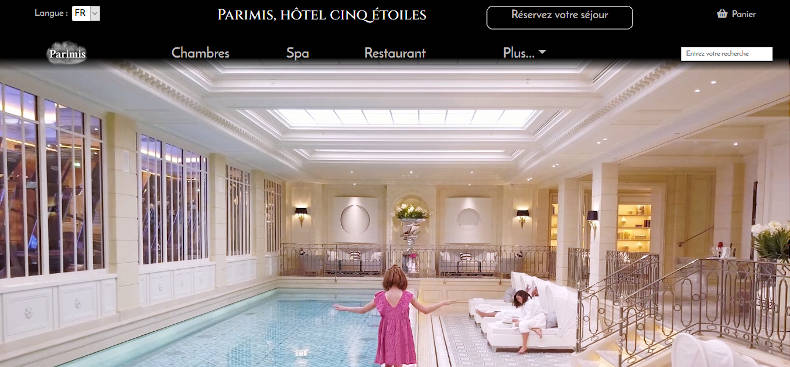 Langue : FR
PARIMIS, HÔTEL CINQ ÉTOILES
Réservez votre séjour
Panier
Parimis
Chambres
Spa
Restaurant
Plus...
Entrez votre recherche